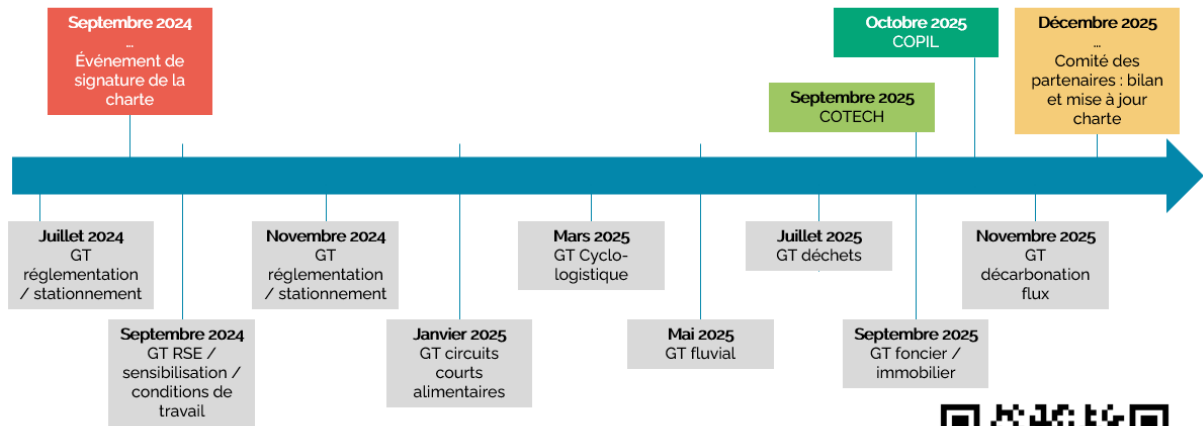 Septembre 2024
...
Événement de
signature de la
charte
Octobre 2025
COPIL
Décembre 2025
...
Comité des
partenaires : bilan
et mise à jour
charte
Septembre 2025
COTECH
Juillet 2024
GT
réglementation
/ stationnement
Novembre 2024
GT
réglementation
/ stationnement
Mars 2025
GT Cyclo-
logistique
Juillet 2025
GT déchets
Novembre 2025
GT
décarbonation
flux
Septembre 2024
GT RSE /
sensibilisation /
conditions de
travail
Janvier 2025
GT circuits
courts
alimentaires
Mai 2025
GT fluvial
Septembre 2025
GT foncier /
immobilier